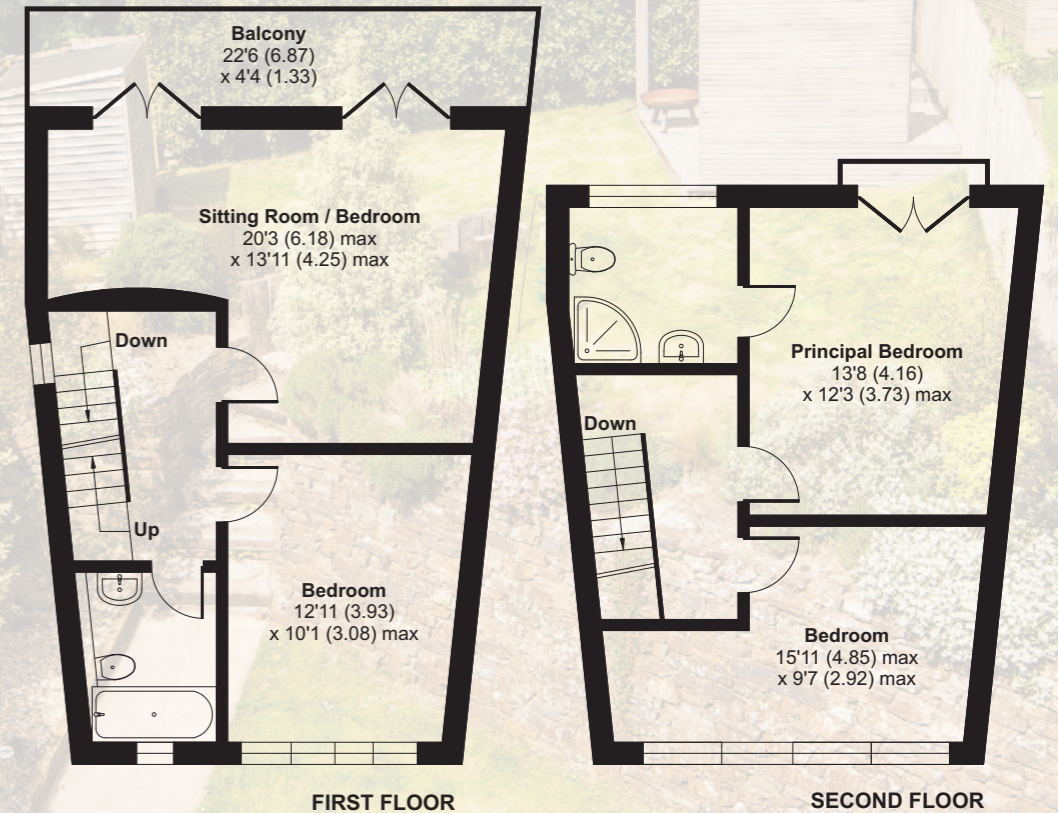 Balcony
22'6 (6.87)
x 4'4 (1.33)
Sitting Room / Bedroom
20'3 (6.18) max
x 13'11 (4.25) max
Down
Up
Bedroom
12'11 (3.93)
x 10'1 (3.08) max
FIRST FLOOR
Principal Bedroom
13'8 (4.16)
x 12'3 (3.73) max
Down
Bedroom
15'11 (4.85) max
x 9'7 (2.92) max
SECOND FLOOR